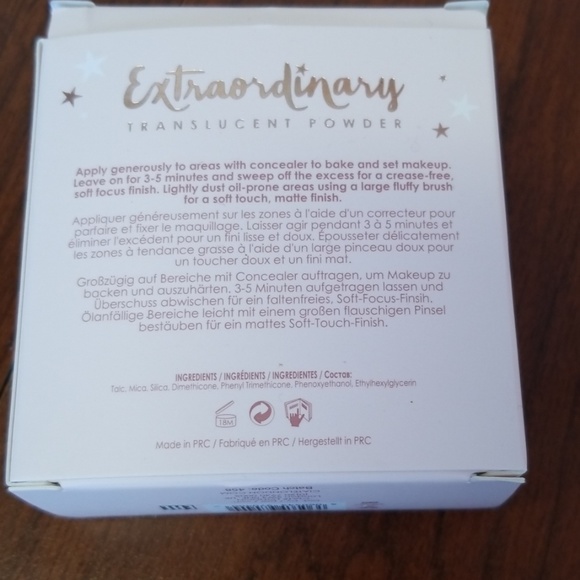 Extraordinary
TRANSLUCENT POWDER
Apply generously to areas with concealer to bake and set makeup.
Leave on for 3-5 minutes and sweep off the excess for a crease-free,
soft focus finish. Lightly dust oil-prone areas using a large fluffy brush
for a soft touch, matte finish.
Appliquer généreusement sur les zones à l'aide d'un correcteur pour
parfaire et fixer le maquillage. Laisser agir pendant 3 à 5 minutes et
éliminer l'excédent pour un fini lisse et doux. Épousseter délicatement
les zones à tendance grasse à l'aide d'un large pinceau doux pour
un toucher doux et un fini mat.
Großzügig auf Bereiche mit Concealer auftragen, um Makeup zu
backen und auszuhärten. 3-5 Minuten aufgetragen lassen und
Überschuss abwischen für ein faltenfreies, Soft-Focus-Finsih.
Ölanfällige Bereiche leicht mit einem großen flauschigen Pinsel
bestäuben für ein mattes Soft-Touch-Finish.
INGREDIENTS / INGRÉDIENTS / INGREDIENTES / Состав:
Talc, Mica, Silica, Dimethicone, Phenyl Trimethicone, Phenoxyethanol, Ethylhexylglycerin
18M
Made in PRC / Fabriqué en PRC / Hergestellt in PRC
Batch Code: